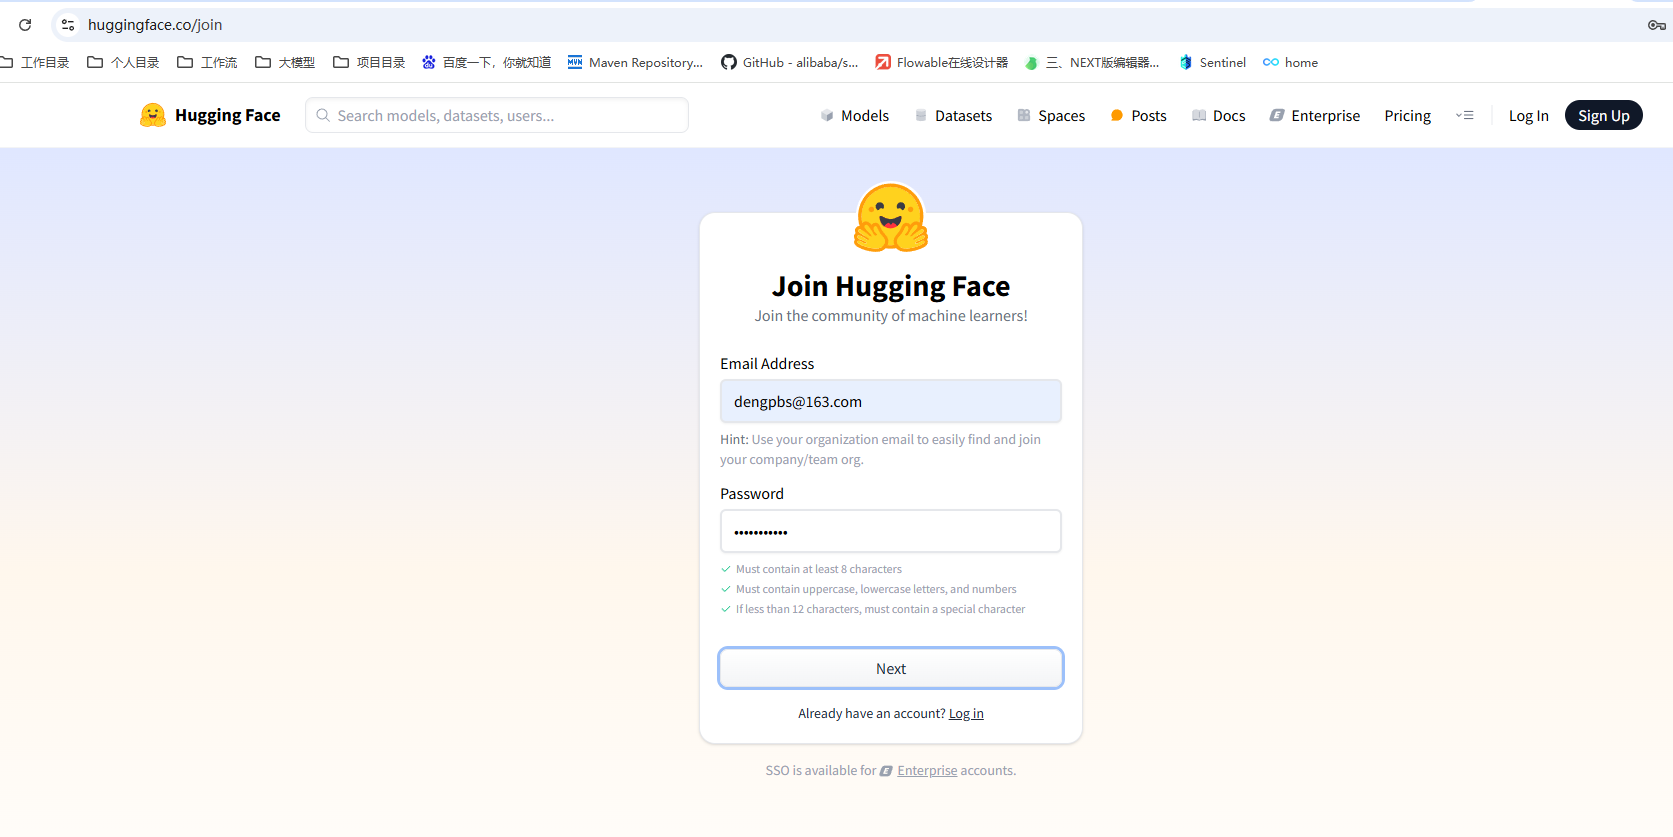 huggingface.co/join
工作目录 个人目录 工作流 大模型 项目目录 百度一下，你就知道 MVN Maven Repository... GitHub - alibaba/s... Flowable在线设计器 三、NEXT版编辑器... Sentinel home
Hugging Face Search models, datasets, users... Models Datasets Spaces Posts Docs Enterprise Pricing Log In Sign Up
Join Hugging Face
Join the community of machine learners!
Email Address
dengpbs@163.com
Hint: Use your organization email to easily find and join
your company/team org.
Password
•••••••••••
Must contain at least 8 characters
Must contain uppercase, lowercase letters, and numbers
If less than 12 characters, must contain a special character
Next
Already have an account? Log in
SSO is available for Enterprise accounts.